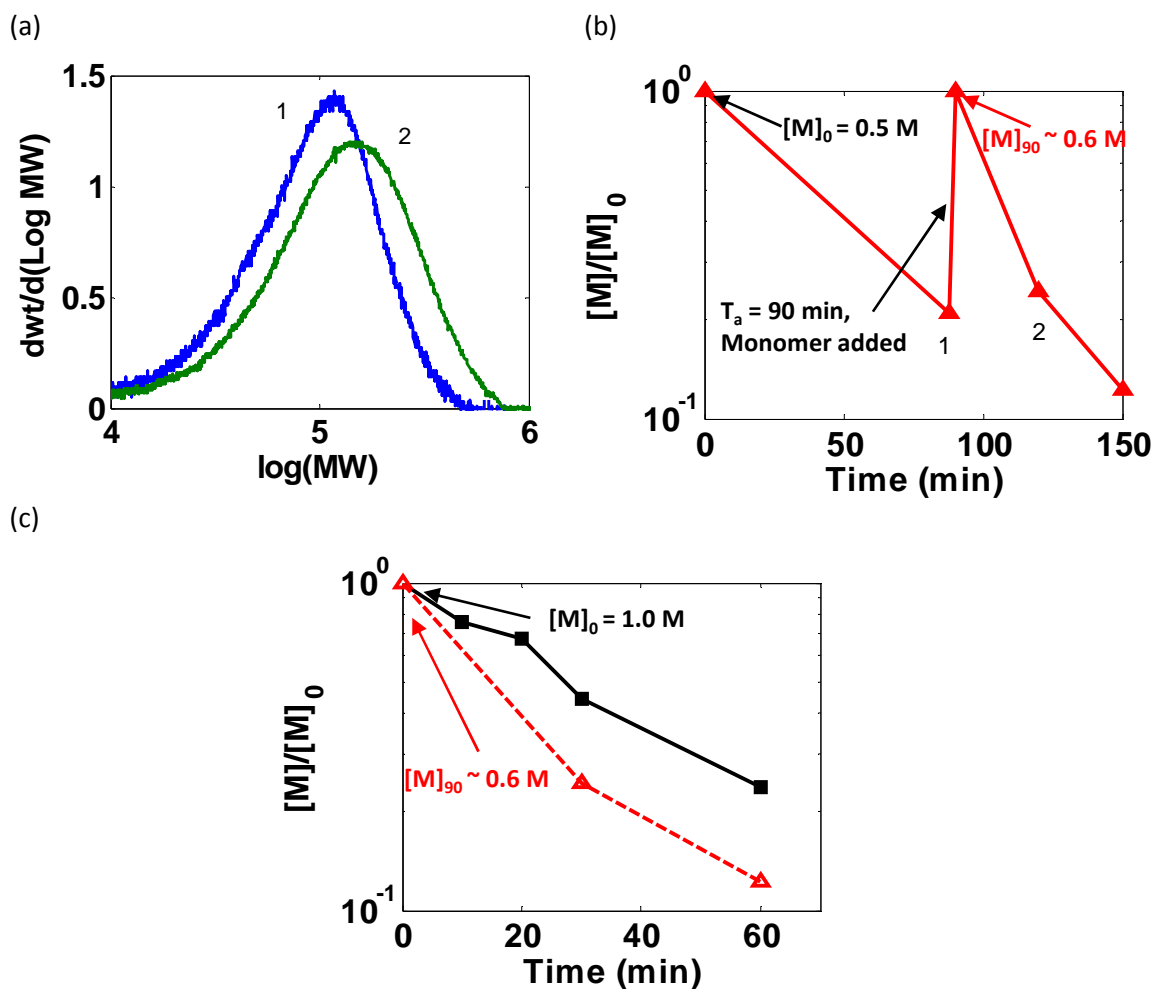 (a)
1.5
1
0.5
0
4
5
6
1
2
dwt/d(Log MW)
log(MW)
(b)
10^0
10^-1
0
50
100
150
[M]_0 = 0.5 M
[M]_90 ~ 0.6 M
T_a = 90 min,
Monomer added
1
2
[M]/[M]_0
Time (min)
(c)
10^0
10^-1
0
20
40
60
[M]_0 = 1.0 M
[M]_90 ~ 0.6 M
[M]/[M]_0
Time (min)